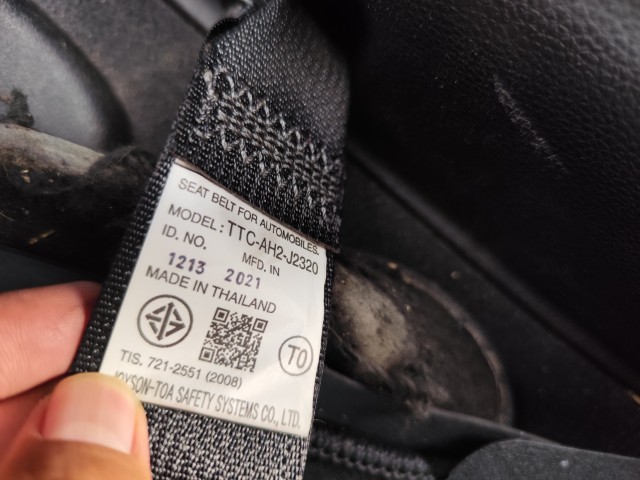 SEAT BELT FOR AUTOMOBILES.
MODEL: TTC-AH2-J2320
ID. NO. MFD. IN
1213 2021
MADE IN THAILAND
TO
TIS. 721-2551 (2008)
JOYSON-TOA SAFETY SYSTEMS CO., LTD.